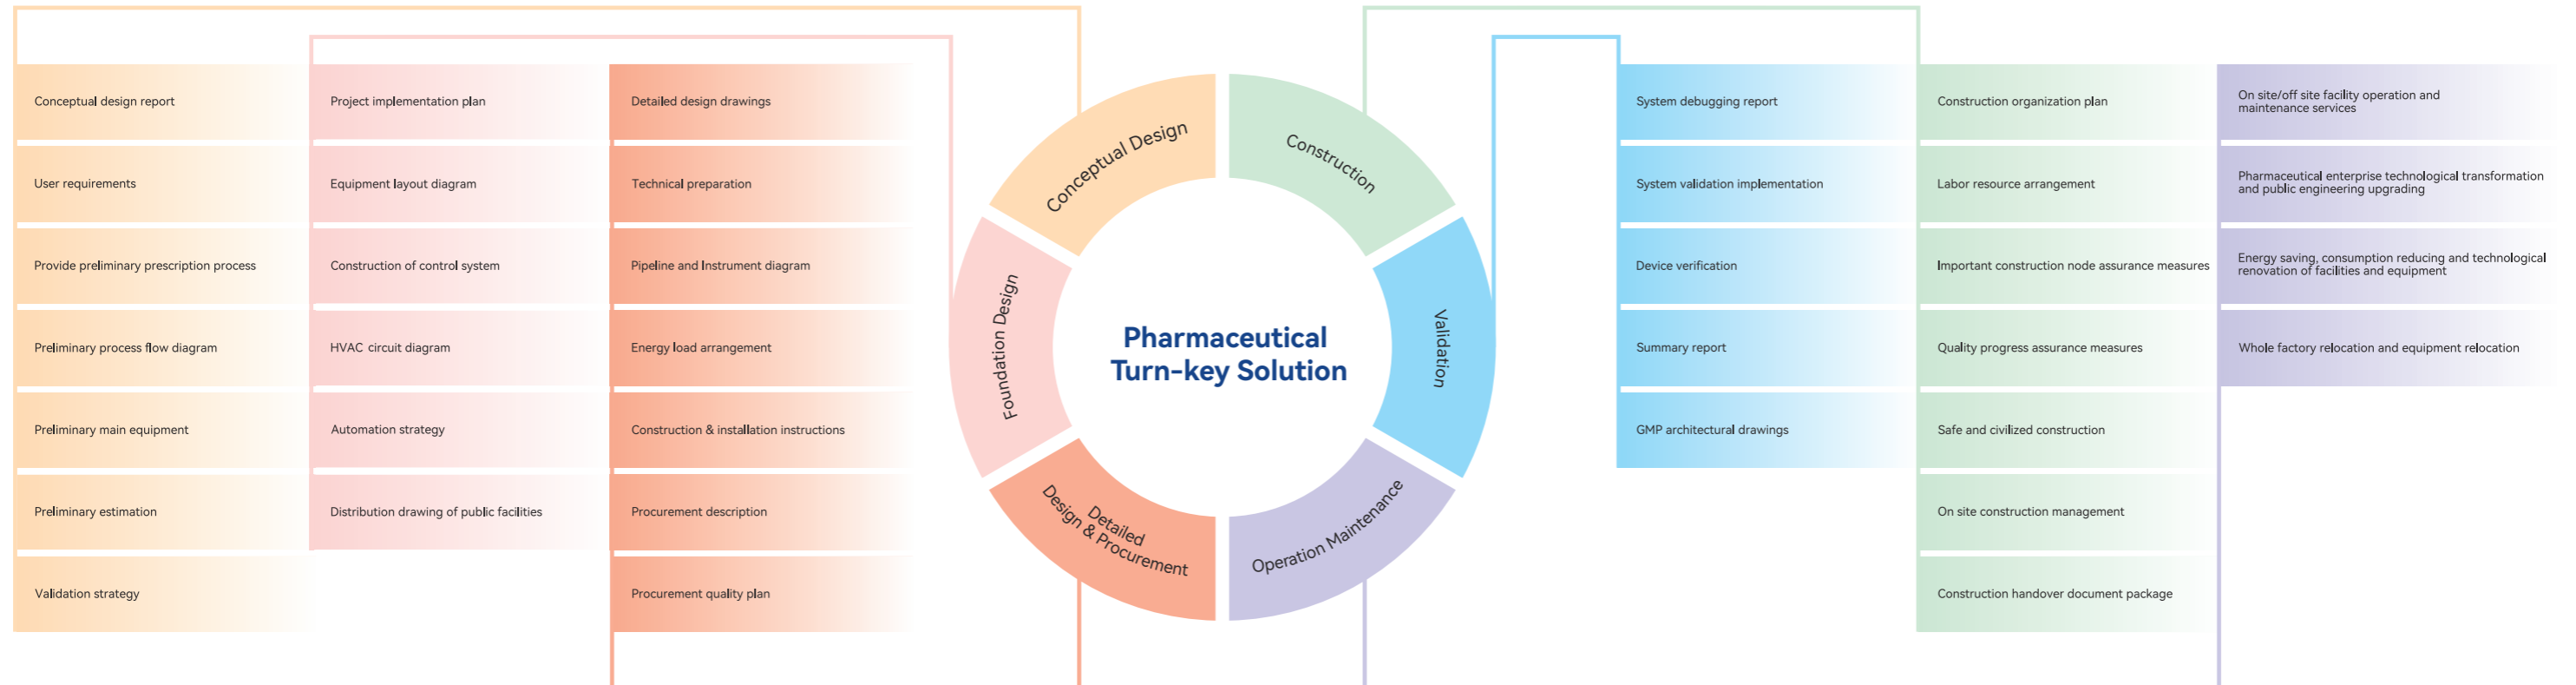 Conceptual design report
User requirements
Provide preliminary prescription process
Preliminary process flow diagram
Preliminary main equipment
Preliminary estimation
Validation strategy
Project implementation plan
Equipment layout diagram
Construction of control system
HVAC circuit diagram
Automation strategy
Distribution drawing of public facilities
Detailed design drawings
Technical preparation
Pipeline and Instrument diagram
Energy load arrangement
Construction & installation instructions
Procurement description
Procurement quality plan
Conceptual Design
Construction
Foundation Design
Pharmaceutical
Turn-key Solution
Validation
Detailed
Design & Procurement
Operation Maintenance
System debugging report
System validation implementation
Device verification
Summary report
GMP architectural drawings
Construction organization plan
Labor resource arrangement
Important construction node assurance measures
Quality progress assurance measures
Safe and civilized construction
On site construction management
Construction handover document package
On site/off site facility operation and
maintenance services
Pharmaceutical enterprise technological transformation
and public engineering upgrading
Energy saving, consumption reducing and technological
renovation of facilities and equipment
Whole factory relocation and equipment relocation